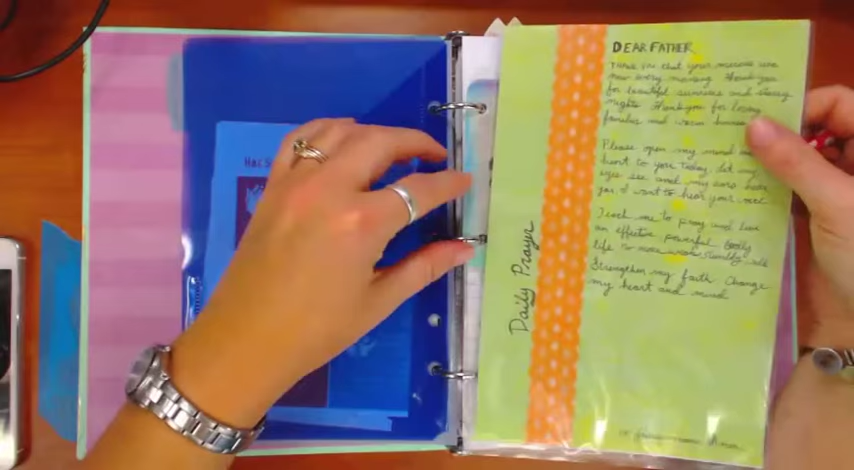 DEAR FATHER
Thank you that your mercies are
new every morning. Thank you
for beautiful sunrises and starry
nights. Thank you for loving
families and warm homes
Please open my mind and
heart to you today. Let my
eyes see and my ears hear
you. I want to hear your voice
Teach me to pray and live
an effective, powerful, Godly
life.
Strengthen my faith. Change
my heart and mind
Daily Prayer